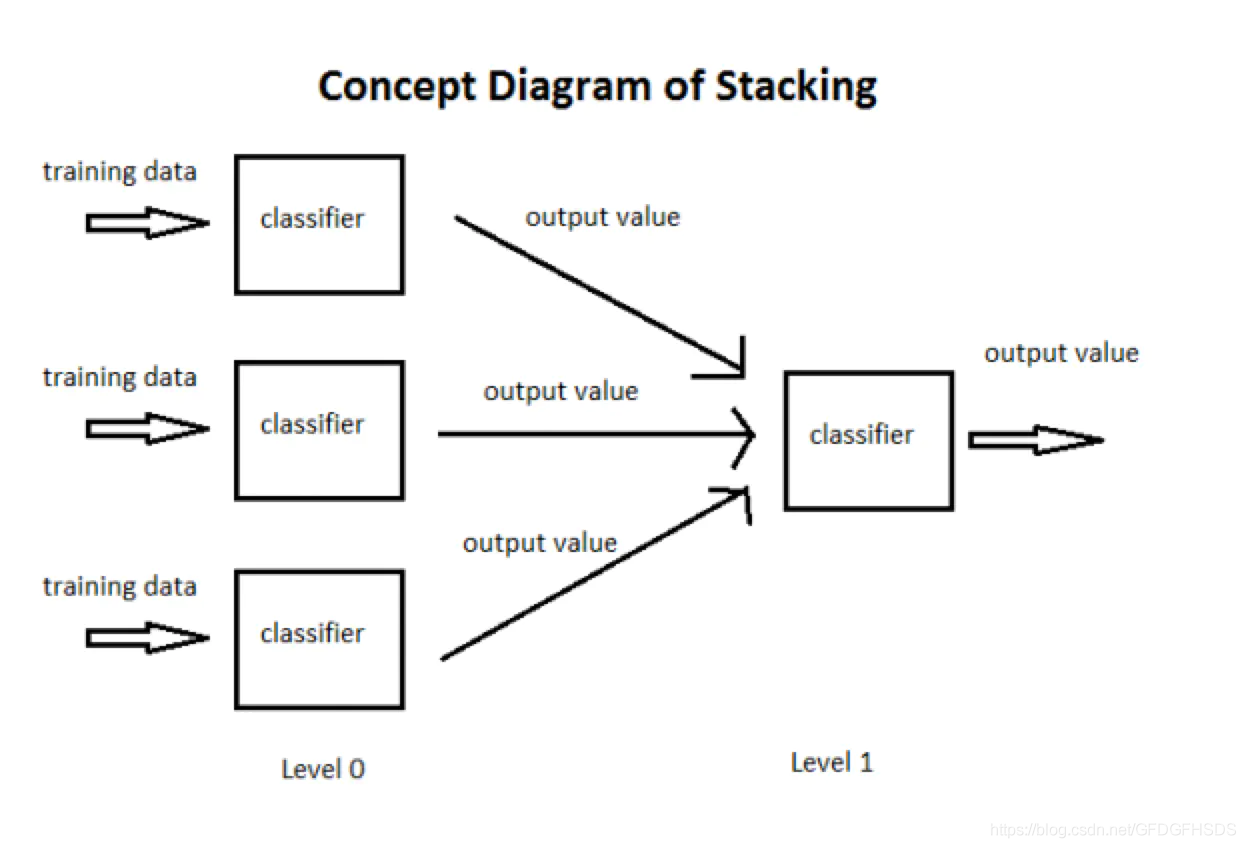 Concept Diagram of Stacking
training data
classifier
output value
training data
classifier
output value
classifier
output value
training data
classifier
output value
Level 0
Level 1
https://blog.csdn.net/GFDGFHSDS